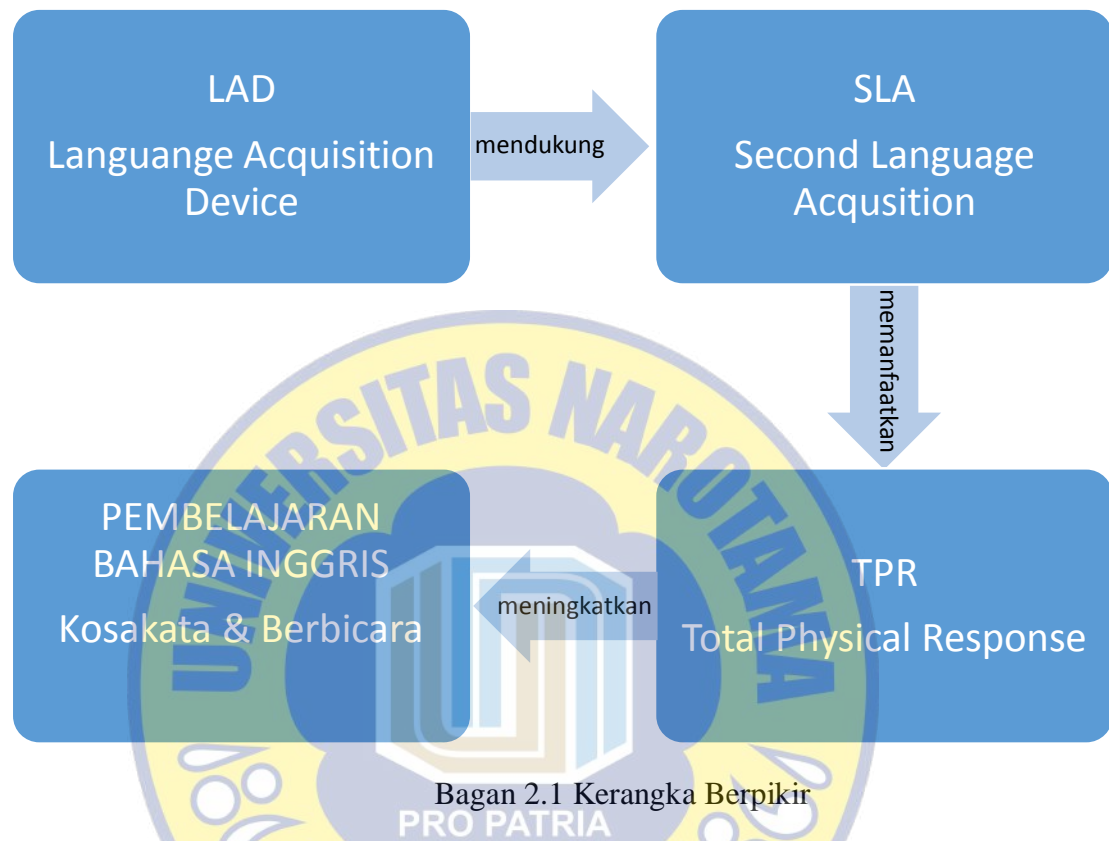 LAD
Languange Acquisition
Device
mendukung
SLA
Second Language
Acqusition
memanfaatkan
TPR
Total Physical Response
meningkatkan
PEMBELAJARAN
BAHASA INGGRIS
Kosakata & Berbicara
UNIVERSITAS NAROTAMA
Bagan 2.1 Kerangka Berpikir
PRO PATRIA